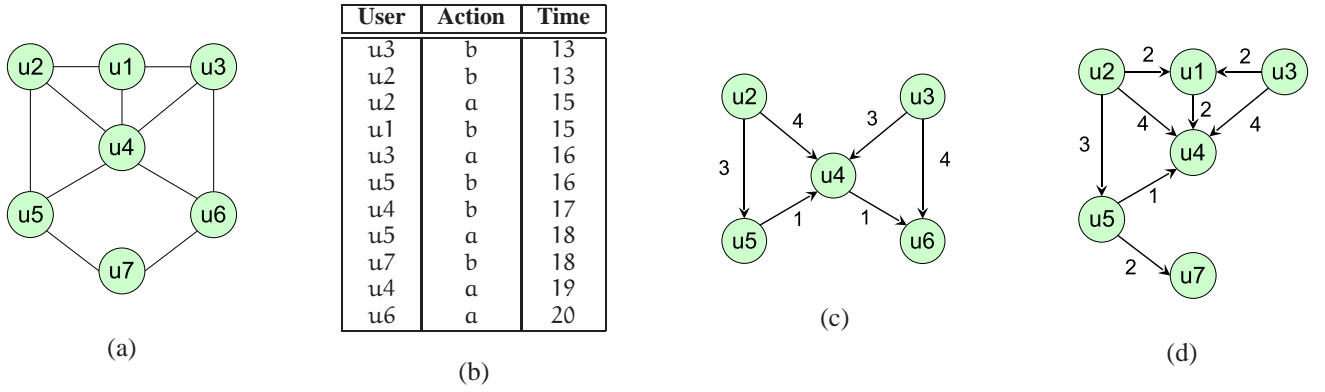 u2 u1 u3
u4
u5 u6
u7
(a)
User Action Time
u3 b 13
u2 b 13
u2 a 15
u1 b 15
u3 a 16
u5 b 16
u4 b 17
u5 a 18
u7 b 18
u4 a 19
u6 a 20
(b)
u2 u3
4 3
3 u4 4
1 1
u5 u6
(c)
2 2
u2 u1 u3
4 2 4
3 u4
1
u5
2
u7
(d)